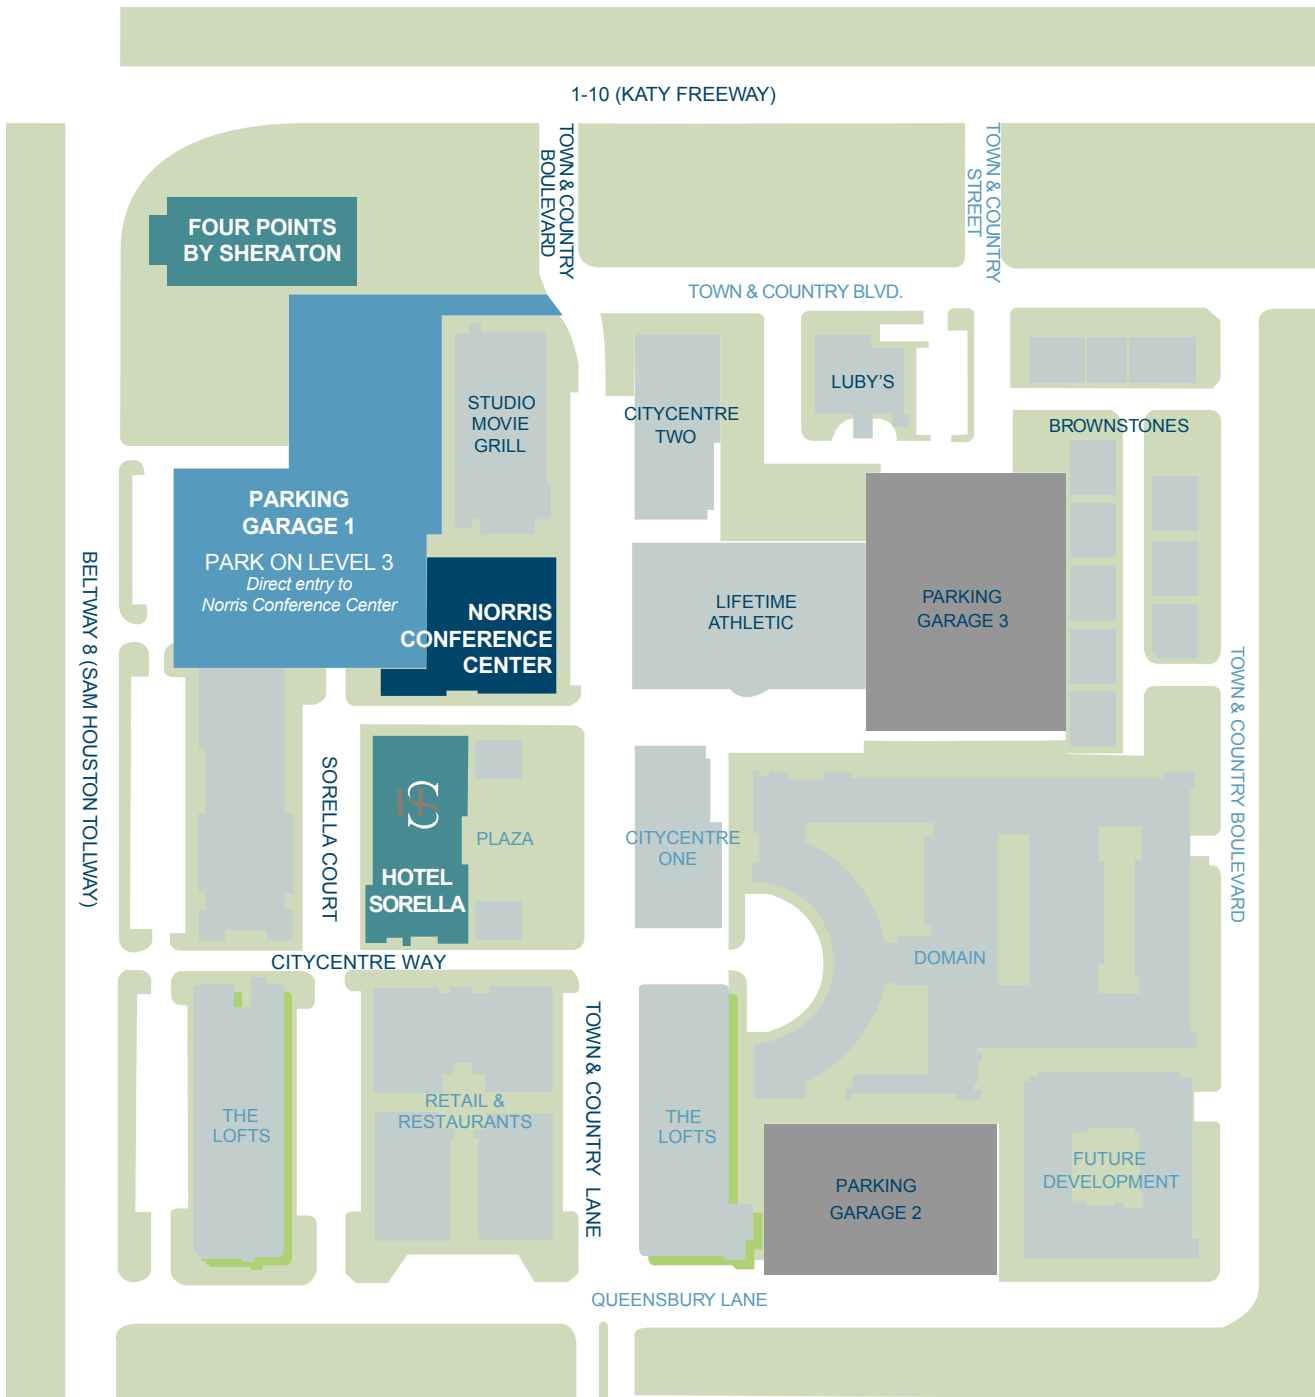 1-10 (KATY FREEWAY)
TOWN & COUNTRY
BOULEVARD
TOWN & COUNTRY
STREET
FOUR POINTS
BY SHERATON
TOWN & COUNTRY BLVD.
STUDIO
MOVIE
GRILL
CITYCENTRE
TWO
LUBY'S
BROWNSTONES
PARKING
GARAGE 1
PARK ON LEVEL 3
Direct entry to
Norris Conference Center
NORRIS
CONFERENCE
CENTER
LIFETIME
ATHLETIC
PARKING
GARAGE 3
BELTWAY 8 (SAM HOUSTON TOLLWAY)
SORELLA COURT
HOTEL
SORELLA
PLAZA
CITYCENTRE
ONE
TOWN & COUNTRY BOULEVARD
DOMAIN
CITYCENTRE WAY
TOWN & COUNTRY LANE
THE
LOFTS
RETAIL &
RESTAURANTS
THE
LOFTS
PARKING
GARAGE 2
FUTURE
DEVELOPMENT
QUEENSBURY LANE